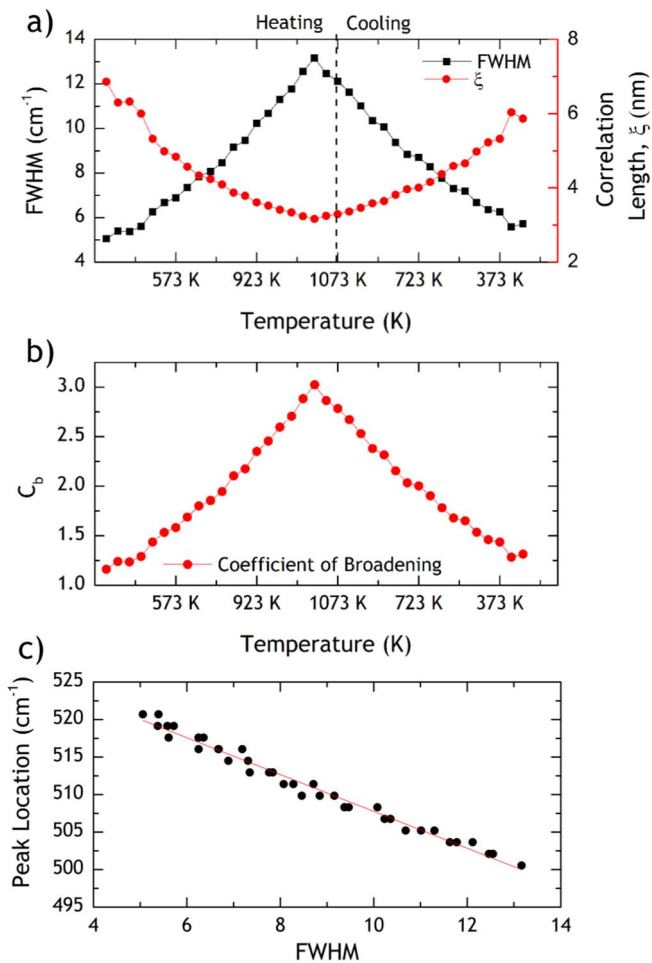 a)
Heating Cooling
14
12
10
8
6
4
FWHM (cm⁻¹)
FWHM
ξ
8
6
4
2
Correlation
Length, ξ (nm)
573 K 923 K 1073 K 723 K 373 K
Temperature (K)
b)
3.0
2.5
2.0
1.5
1.0
C_b
Coefficient of Broadening
573 K 923 K 1073 K 723 K 373 K
Temperature (K)
c)
525
520
515
510
505
500
495
Peak Location (cm⁻¹)
4 6 8 10 12 14
FWHM